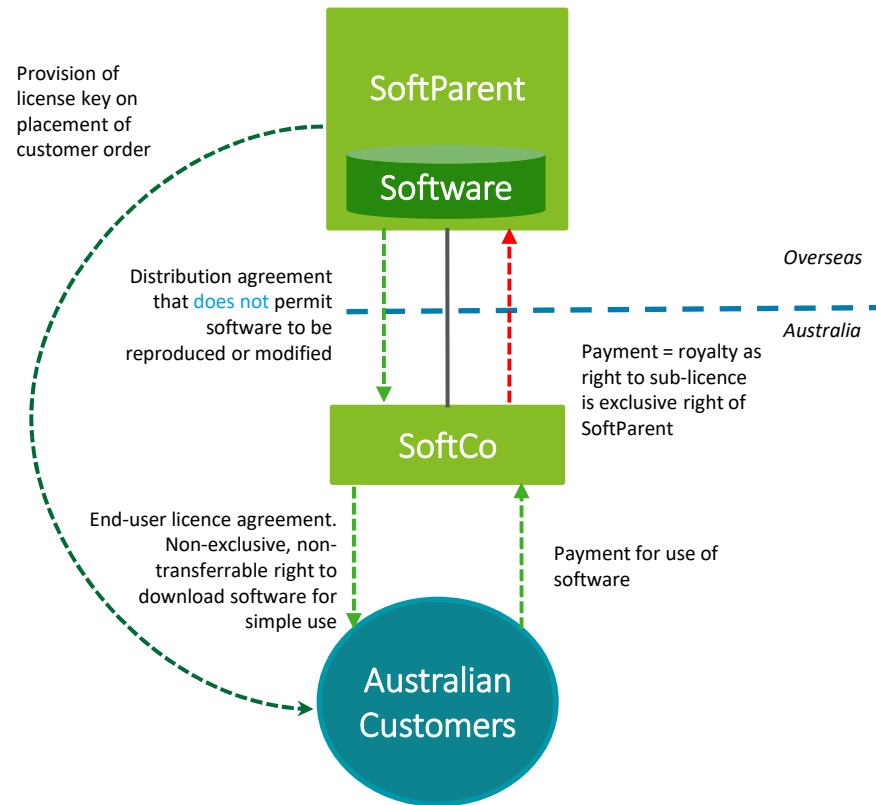 Provision of
license key on
placement of
customer order
SoftParent
Software
Overseas
Australia
Distribution agreement
that does not permit
software to be
reproduced or modified
Payment = royalty as
right to sub-licence
is exclusive right of
SoftParent
SoftCo
End-user licence agreement.
Non-exclusive, non-
transferrable right to
download software for
simple use
Payment for use of
software
Australian
Customers